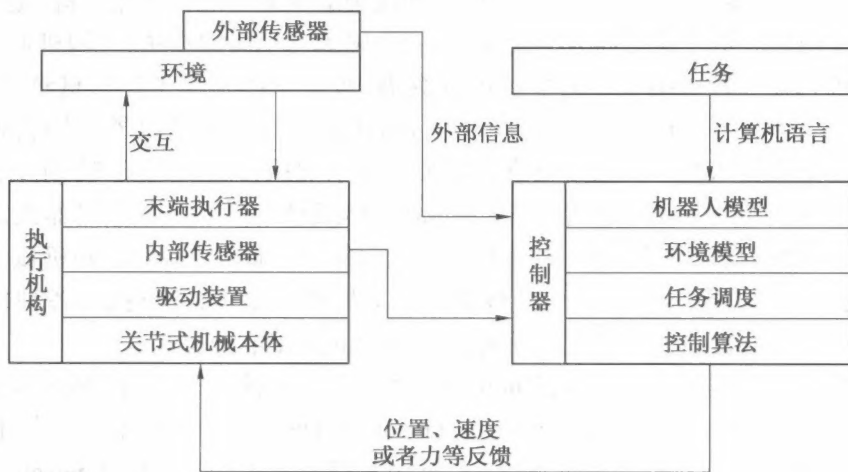 外部传感器
环境
任务
交互
外部信息
计算机语言
执行机构
末端执行器
内部传感器
驱动装置
关节式机械本体
控制器
机器人模型
环境模型
任务调度
控制算法
位置、速度
或者力等反馈